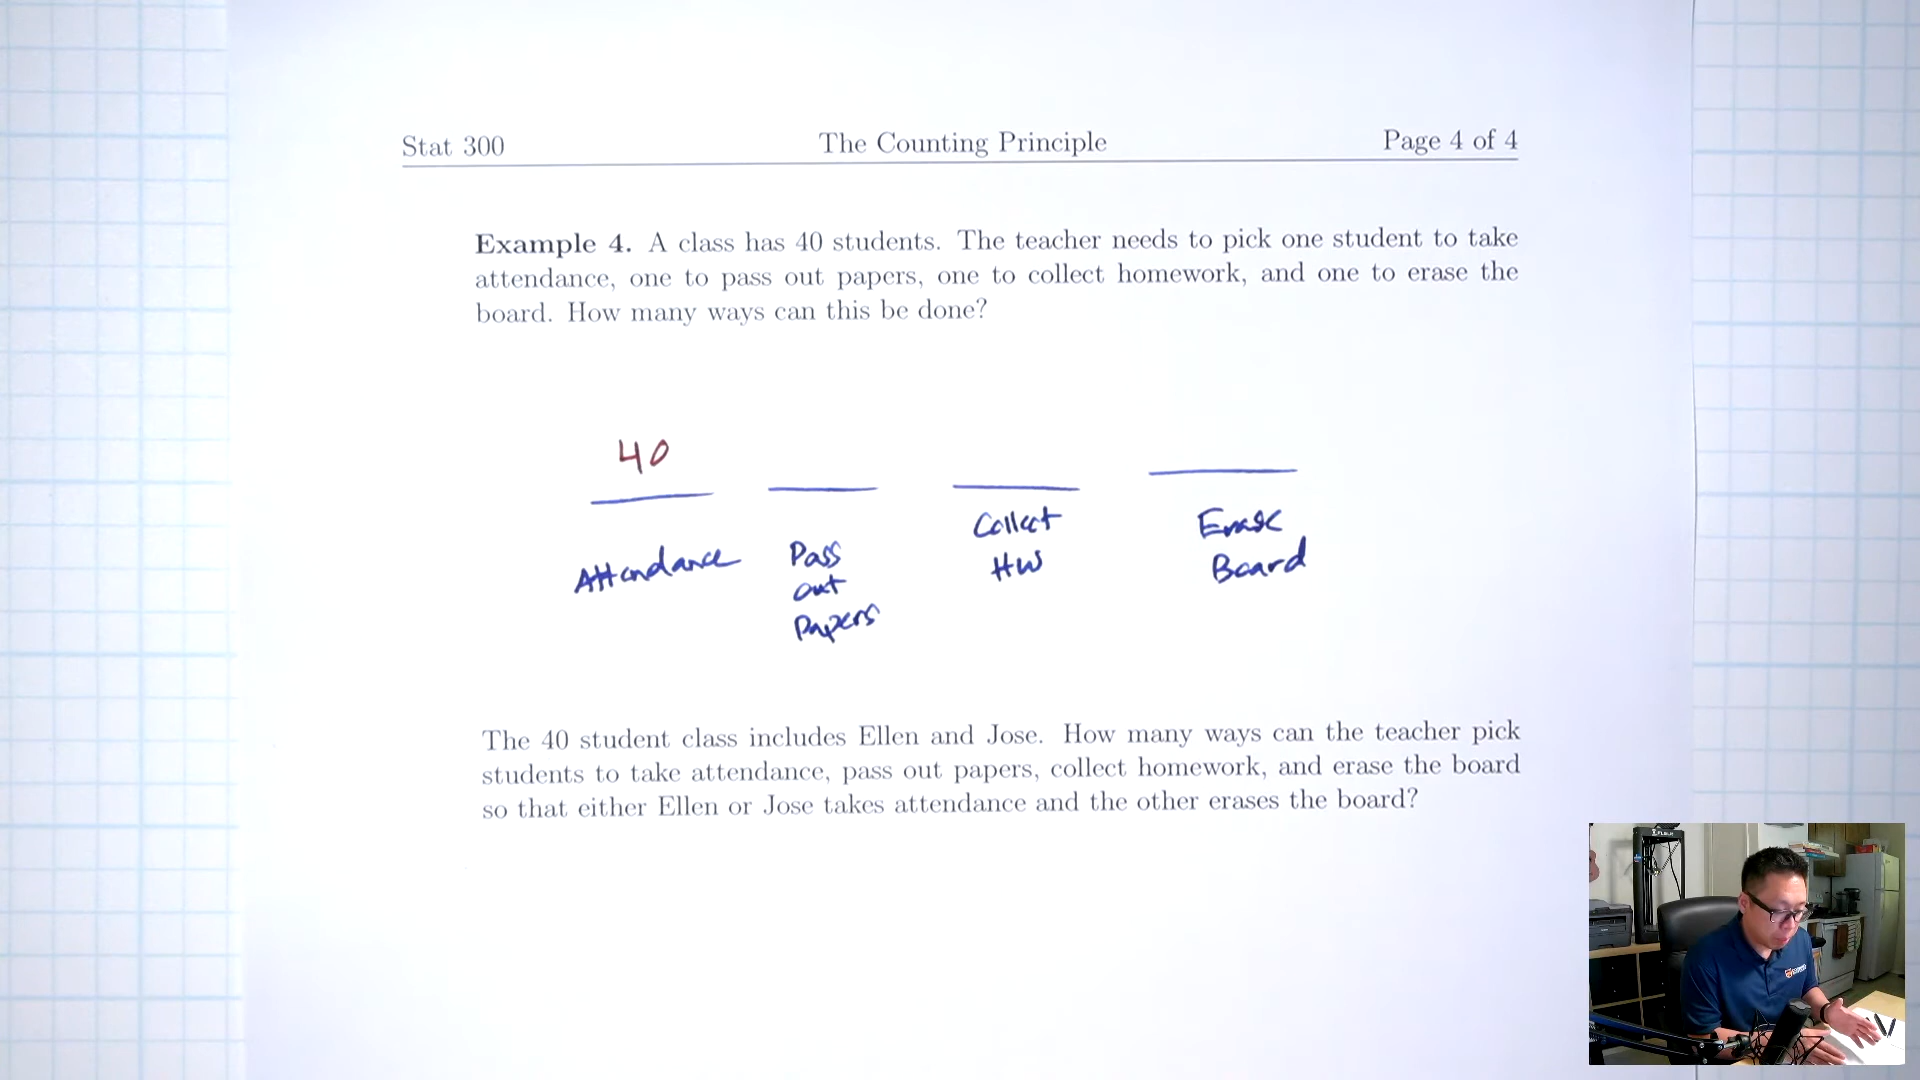 Stat 300 The Counting Principle Page 4 of 4
Example 4. A class has 40 students. The teacher needs to pick one student to take
attendance, one to pass out papers, one to collect homework, and one to erase the
board. How many ways can this be done?
40
Attendance
Pass
out
Papers
Collect
HW
Erase
Board
The 40 student class includes Ellen and Jose. How many ways can the teacher pick
students to take attendance, pass out papers, collect homework, and erase the board
so that either Ellen or Jose takes attendance and the other erases the board?